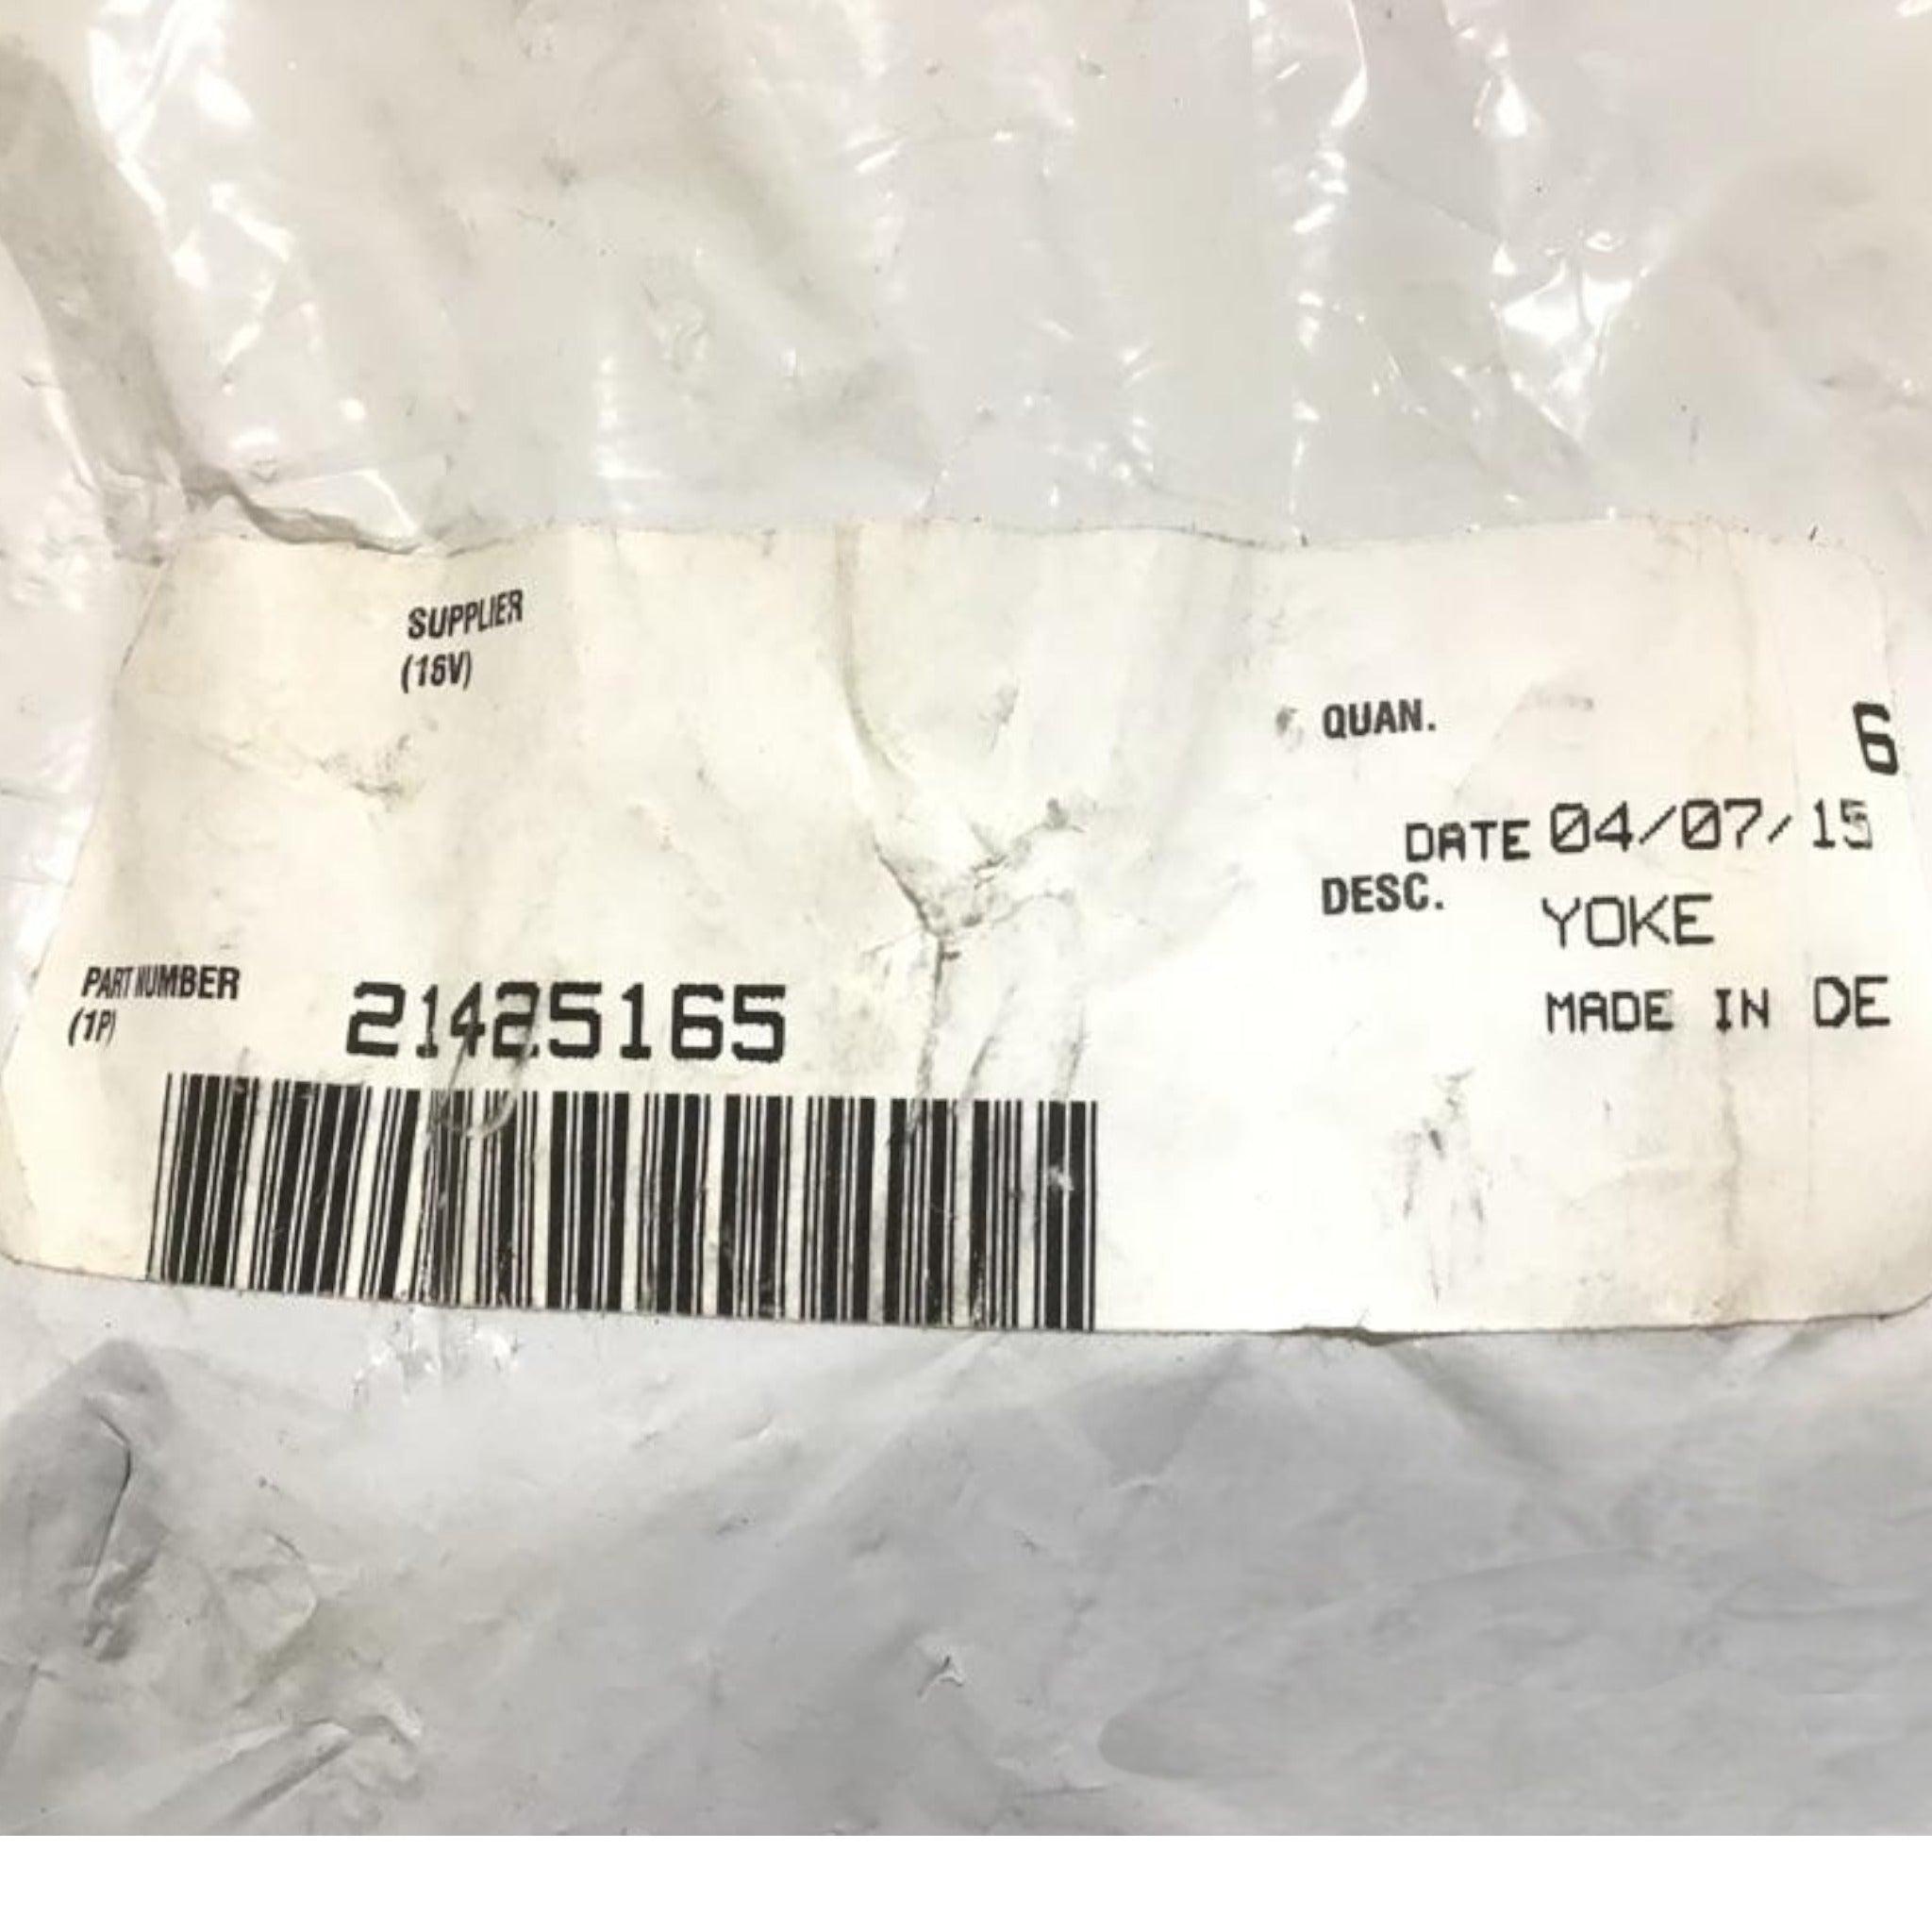 SUPPLIER
(16V)
QUAN. 6
DATE 04/07/15
DESC. YOKE
MADE IN DE
PART NUMBER
(1P)
21425165